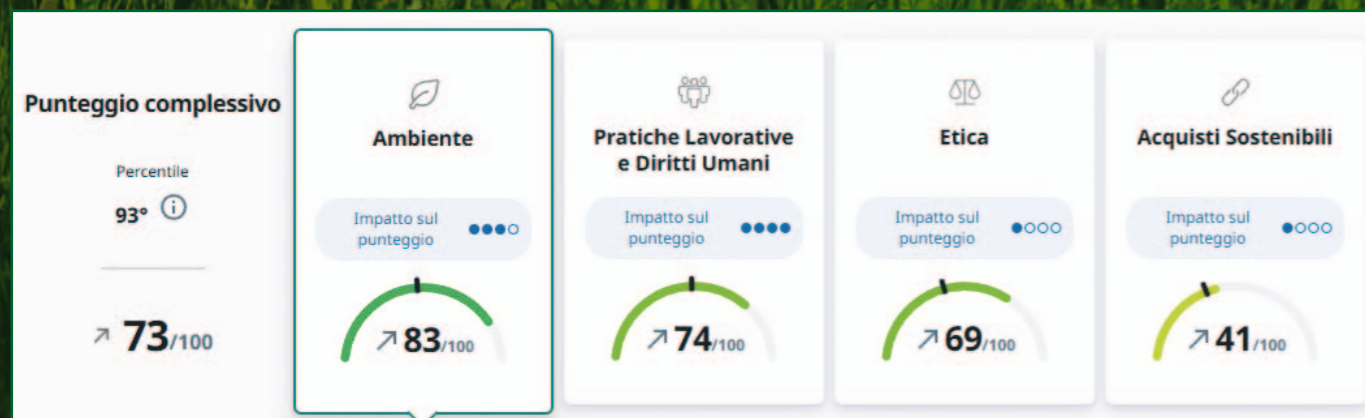 Punteggio complessivo
Percentile
93°
73/100
Ambiente
Impatto sul
punteggio
83/100
Pratiche Lavorative
e Diritti Umani
Impatto sul
punteggio
74/100
Etica
Impatto sul
punteggio
69/100
Acquisti Sostenibili
Impatto sul
punteggio
41/100